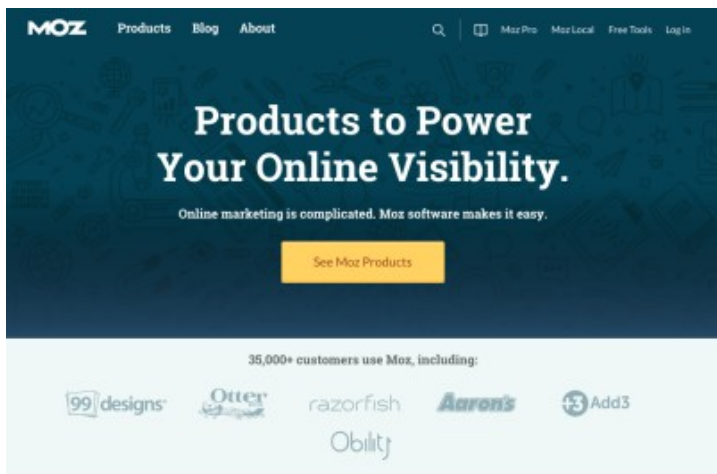 MOZ Products Blog About Moz Pro Moz Local Free Tools Log in
Products to Power
Your Online Visibility.
Online marketing is complicated. Moz software makes it easy.
See Moz Products
35,000+ customers use Moz, including:
99designs Otter razorfish Aaron's +3 Add3
Obility